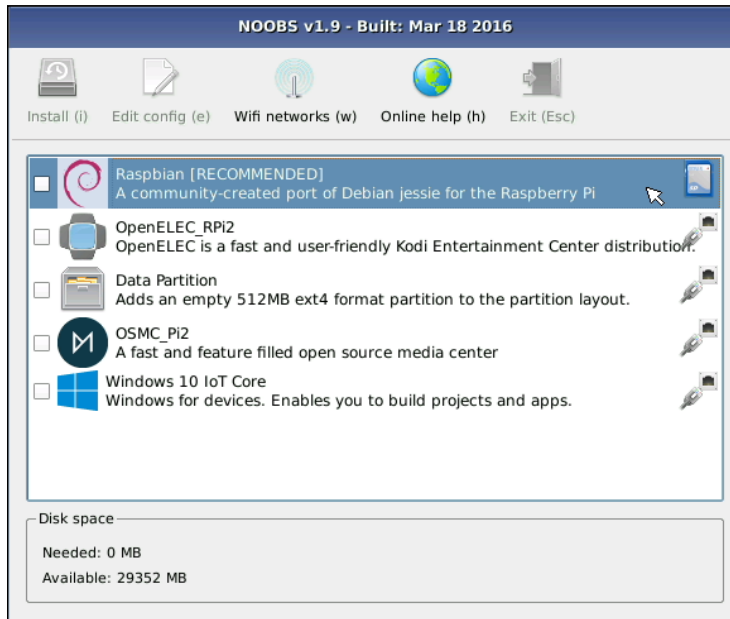 NOOBS v1.9 - Built: Mar 18 2016
Install (i) Edit config (e) Wifi networks (w) Online help (h) Exit (Esc)
Raspbian [RECOMMENDED]
A community-created port of Debian jessie for the Raspberry Pi
OpenELEC_RPi2
OpenELEC is a fast and user-friendly Kodi Entertainment Center distribution.
Data Partition
Adds an empty 512MB ext4 format partition to the partition layout.
OSMC_Pi2
A fast and feature filled open source media center
Windows 10 IoT Core
Windows for devices. Enables you to build projects and apps.
Disk space
Needed: 0 MB
Available: 29352 MB